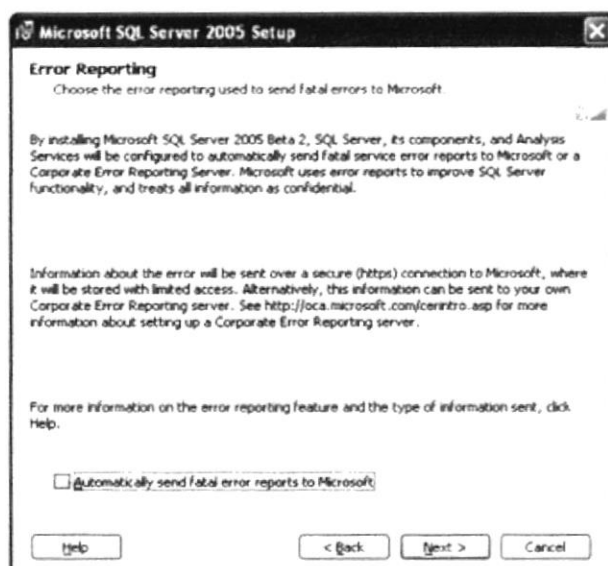 Microsoft SQL Server 2005 Setup
Error Reporting
Choose the error reporting used to send fatal errors to Microsoft.
By installing Microsoft SQL Server 2005 Beta 2, SQL Server, its components, and Analysis
Services will be configured to automatically send fatal service error reports to Microsoft or a
Corporate Error Reporting Server. Microsoft uses error reports to improve SQL Server
functionality, and treats all information as confidential.
Information about the error will be sent over a secure (https) connection to Microsoft, where
it will be stored with limited access. Alternatively, this information can be sent to your own
Corporate Error Reporting server. See http://oca.microsoft.com/cerintro.asp for more
information about setting up a Corporate Error Reporting server.
For more information on the error reporting feature and the type of information sent, click
Help.
Automatically send fatal error reports to Microsoft
Help
< Back
Next >
Cancel